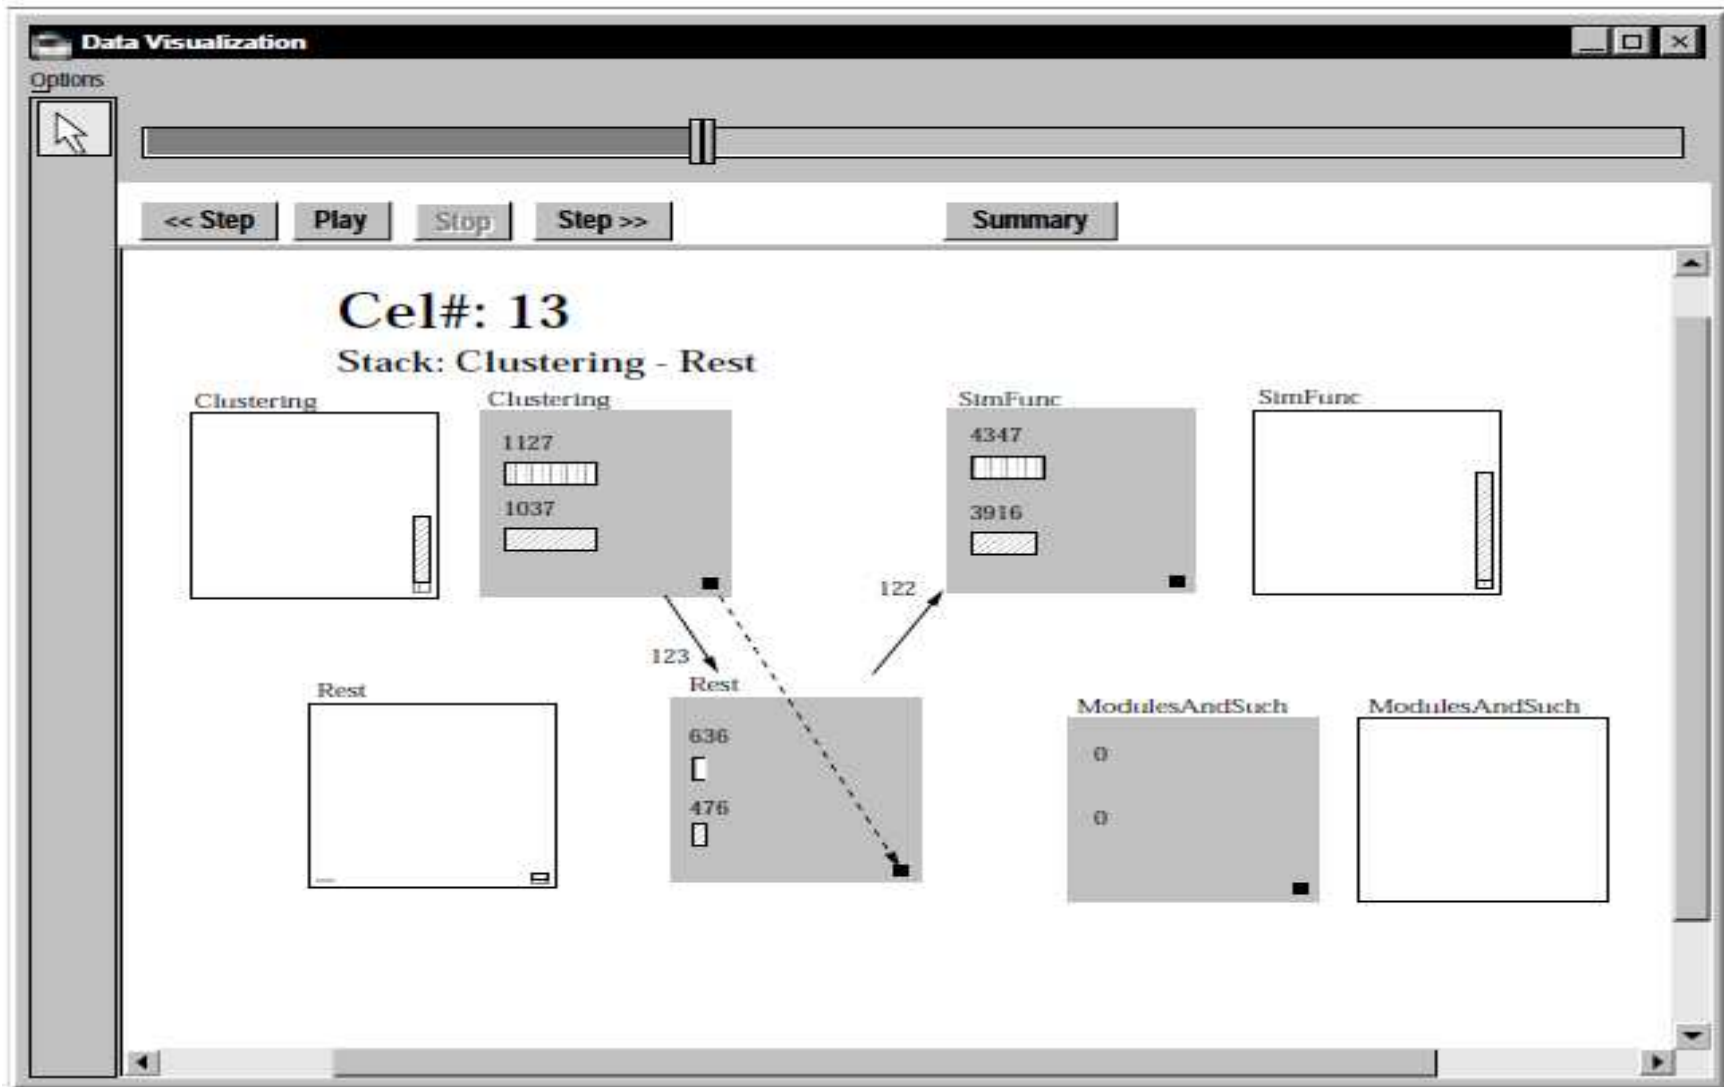 Data Visualization
Options
<< Step Play Stop Step >> Summary
Cel#: 13
Stack: Clustering - Rest
Clustering Clustering SimFunc SimFunc
1127 4347
1037 3916
122
123
Rest Rest ModulesAndSuch ModulesAndSuch
636 0
476 0